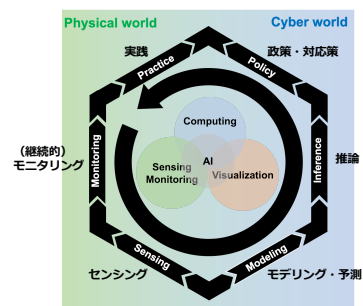 Physical world
Cyber world
実践
政策・対応策
Practice
Policy
Computing
（継続的）
モニタリング
Monitoring
AI
Sensing
Monitoring
Visualization
Inference
推論
Sensing
Modeling
センシング
モデリング・予測